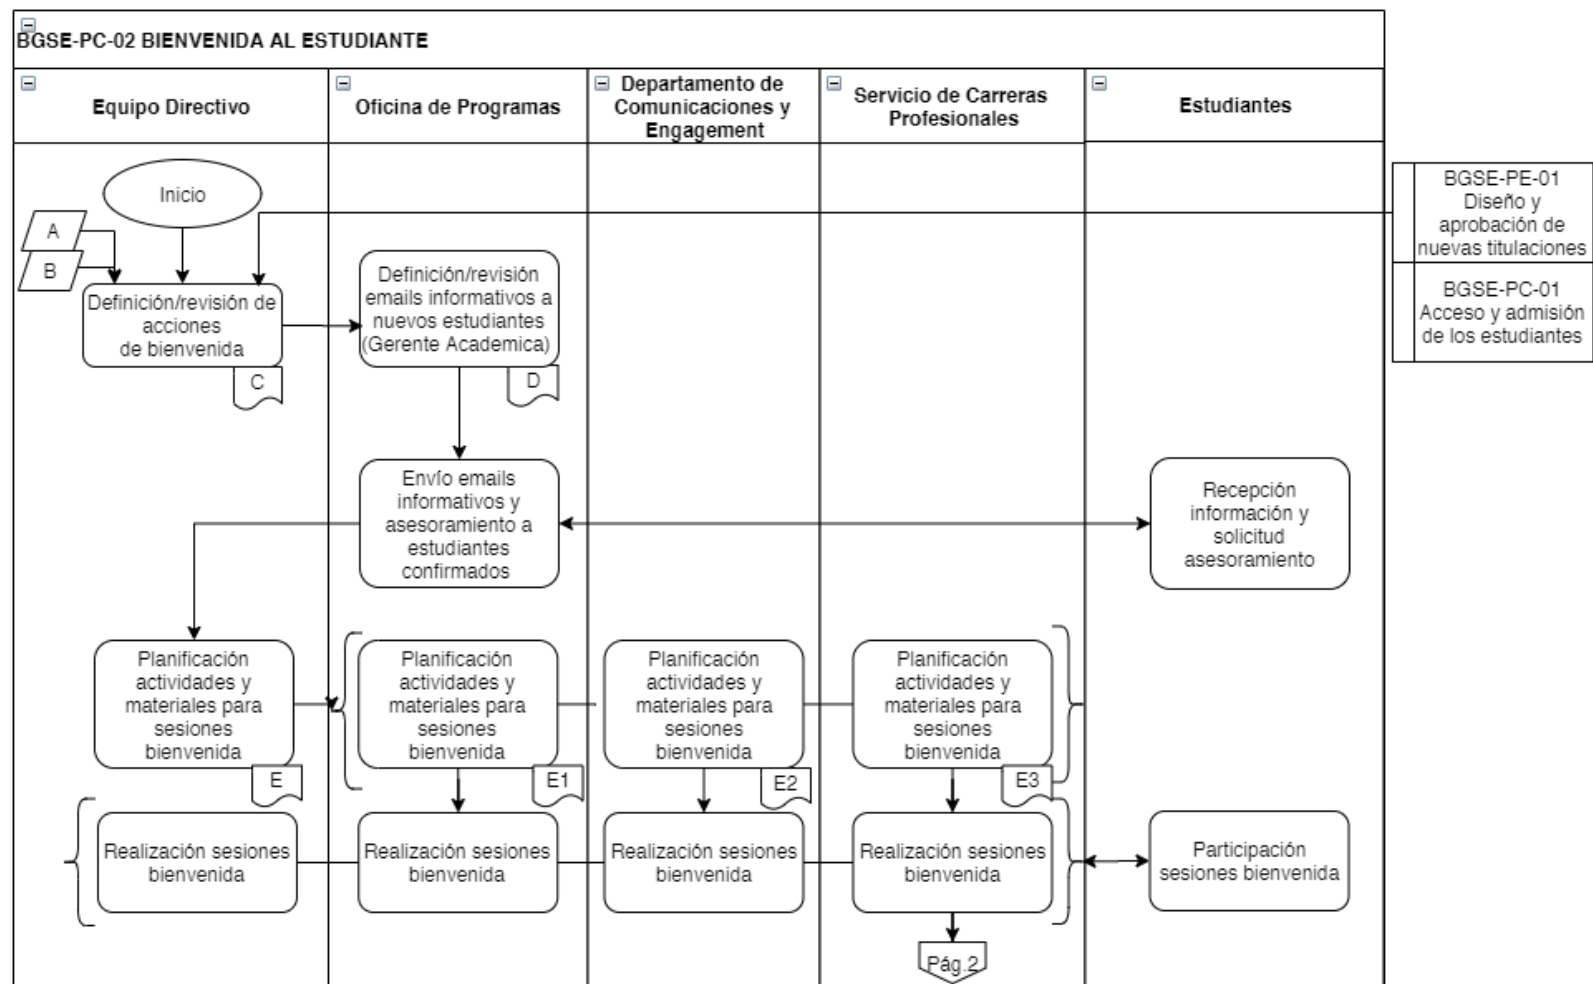 BGSE-PC-02 BIENVENIDA AL ESTUDIANTE
Equipo Directivo
Oficina de Programas
Departamento de
Comunicaciones y
Engagement
Servicio de Carreras
Profesionales
Estudiantes
Inicio
A
B
Definición/revisión de
acciones
de bienvenida
C
Definición/revisión
emails informativos a
nuevos estudiantes
(Gerente Academica)
D
BGSE-PE-01
Diseño y
aprobación de
nuevas titulaciones
BGSE-PC-01
Acceso y admisión
de los estudiantes
Envío emails
informativos y
asesoramiento a
estudiantes
confirmados
Recepción
información y
solicitud
asesoramiento
Planificación
actividades y
materiales para
sesiones
bienvenida
E
Planificación
actividades y
materiales para
sesiones
bienvenida
E1
Planificación
actividades y
materiales para
sesiones
bienvenida
E2
Planificación
actividades y
materiales para
sesiones
bienvenida
E3
Realización sesiones
bienvenida
Realización sesiones
bienvenida
Realización sesiones
bienvenida
Realización sesiones
bienvenida
Participación
sesiones bienvenida
Pág.2